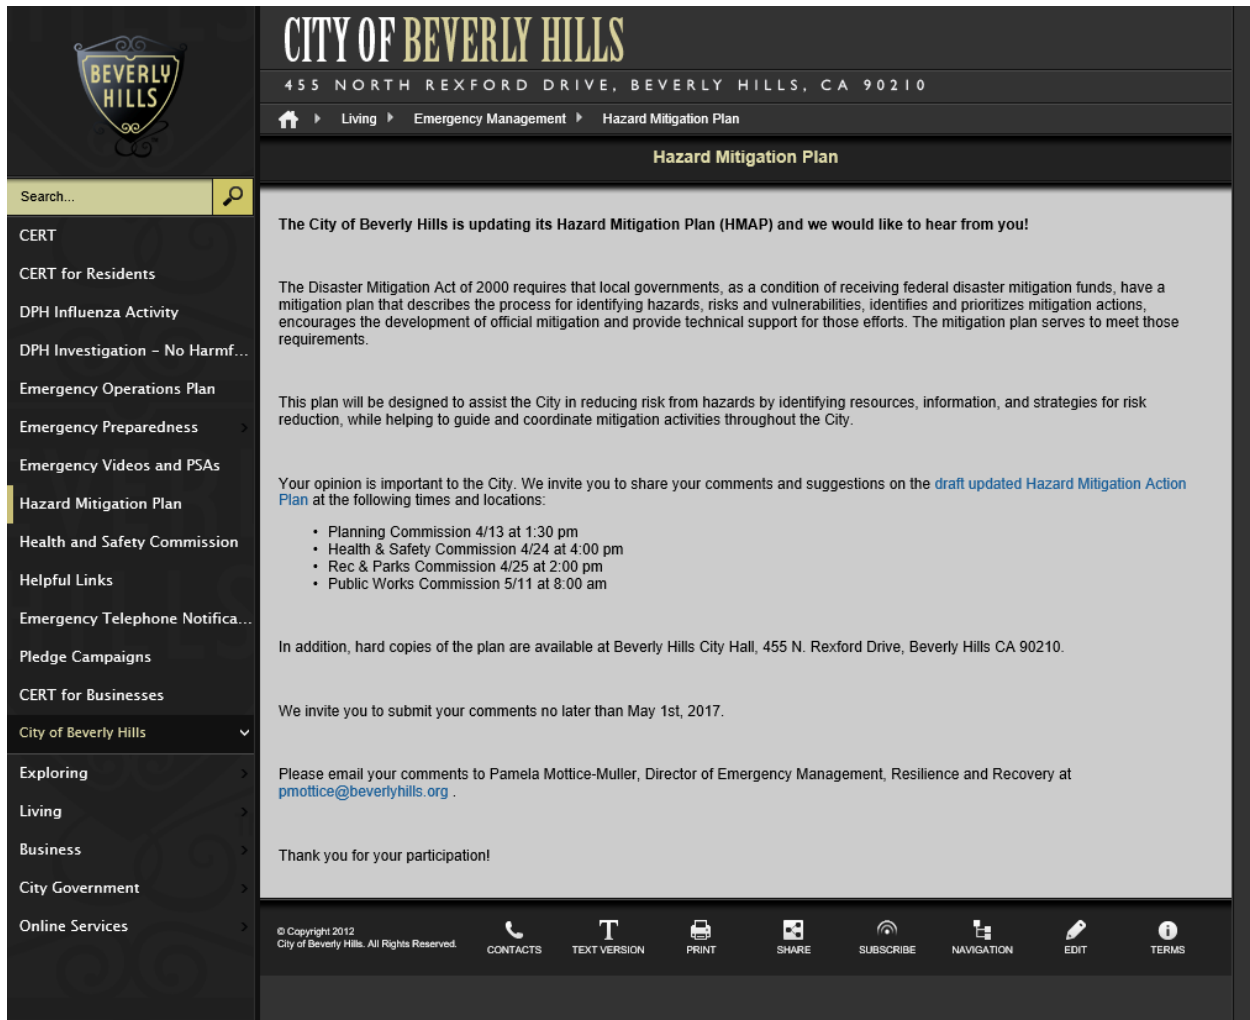 BEVERLY
HILLS
CITY OF BEVERLY HILLS
455 NORTH REXFORD DRIVE, BEVERLY HILLS, CA 90210
Living Emergency Management Hazard Mitigation Plan
Hazard Mitigation Plan
Search...
CERT
CERT for Residents
DPH Influenza Activity
DPH Investigation – No Harmf...
Emergency Operations Plan
Emergency Preparedness
Emergency Videos and PSAs
Hazard Mitigation Plan
Health and Safety Commission
Helpful Links
Emergency Telephone Notifica...
Pledge Campaigns
CERT for Businesses
City of Beverly Hills
Exploring
Living
Business
City Government
Online Services
The City of Beverly Hills is updating its Hazard Mitigation Plan (HMAP) and we would like to hear from you!
The Disaster Mitigation Act of 2000 requires that local governments, as a condition of receiving federal disaster mitigation funds, have a
mitigation plan that describes the process for identifying hazards, risks and vulnerabilities, identifies and prioritizes mitigation actions,
encourages the development of official mitigation and provide technical support for those efforts. The mitigation plan serves to meet those
requirements.
This plan will be designed to assist the City in reducing risk from hazards by identifying resources, information, and strategies for risk
reduction, while helping to guide and coordinate mitigation activities throughout the City.
Your opinion is important to the City. We invite you to share your comments and suggestions on the draft updated Hazard Mitigation Action
Plan at the following times and locations:
• Planning Commission 4/13 at 1:30 pm
• Health & Safety Commission 4/24 at 4:00 pm
• Rec & Parks Commission 4/25 at 2:00 pm
• Public Works Commission 5/11 at 8:00 am
In addition, hard copies of the plan are available at Beverly Hills City Hall, 455 N. Rexford Drive, Beverly Hills CA 90210.
We invite you to submit your comments no later than May 1st, 2017.
Please email your comments to Pamela Mottice-Muller, Director of Emergency Management, Resilience and Recovery at
pmottice@beverlyhills.org .
Thank you for your participation!
© Copyright 2012
City of Beverly Hills. All Rights Reserved.
CONTACTS TEXT VERSION PRINT SHARE SUBSCRIBE NAVIGATION EDIT TERMS